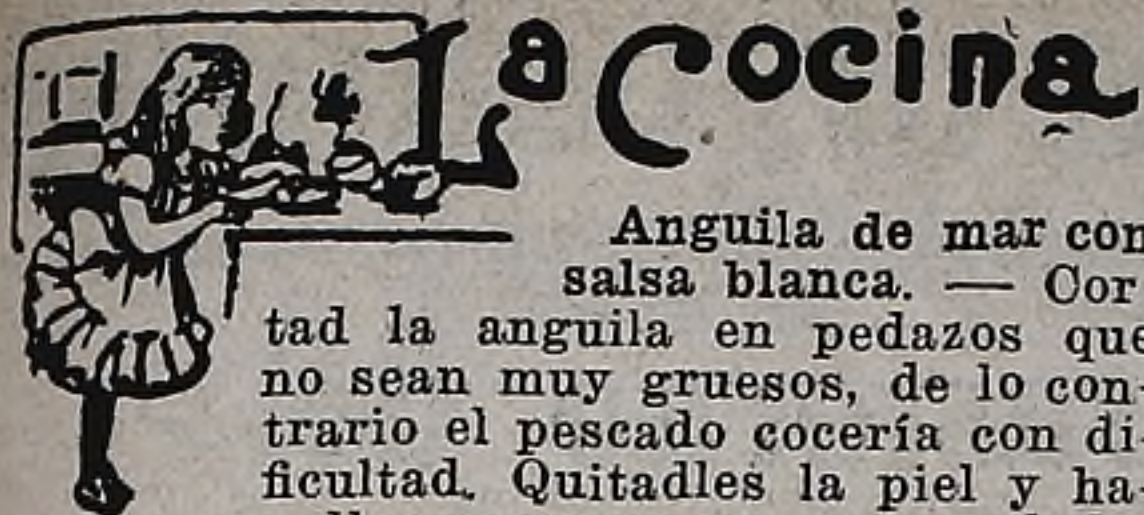 La Cocina
Anguila de mar con
salsa blanca. — Cor-
tad la anguila en pedazos que
no sean muy gruesos, de lo con-
trario el pescado cocería con di-
ficultad. Quitadles la piel y ha-